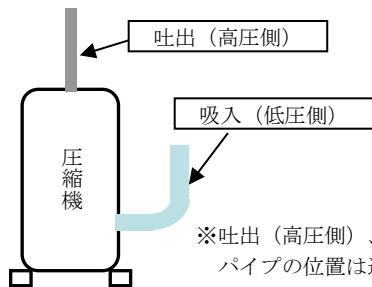 吐出（高圧側）
吸入（低圧側）
圧縮機
※吐出（高圧側）、
パイプの位置は